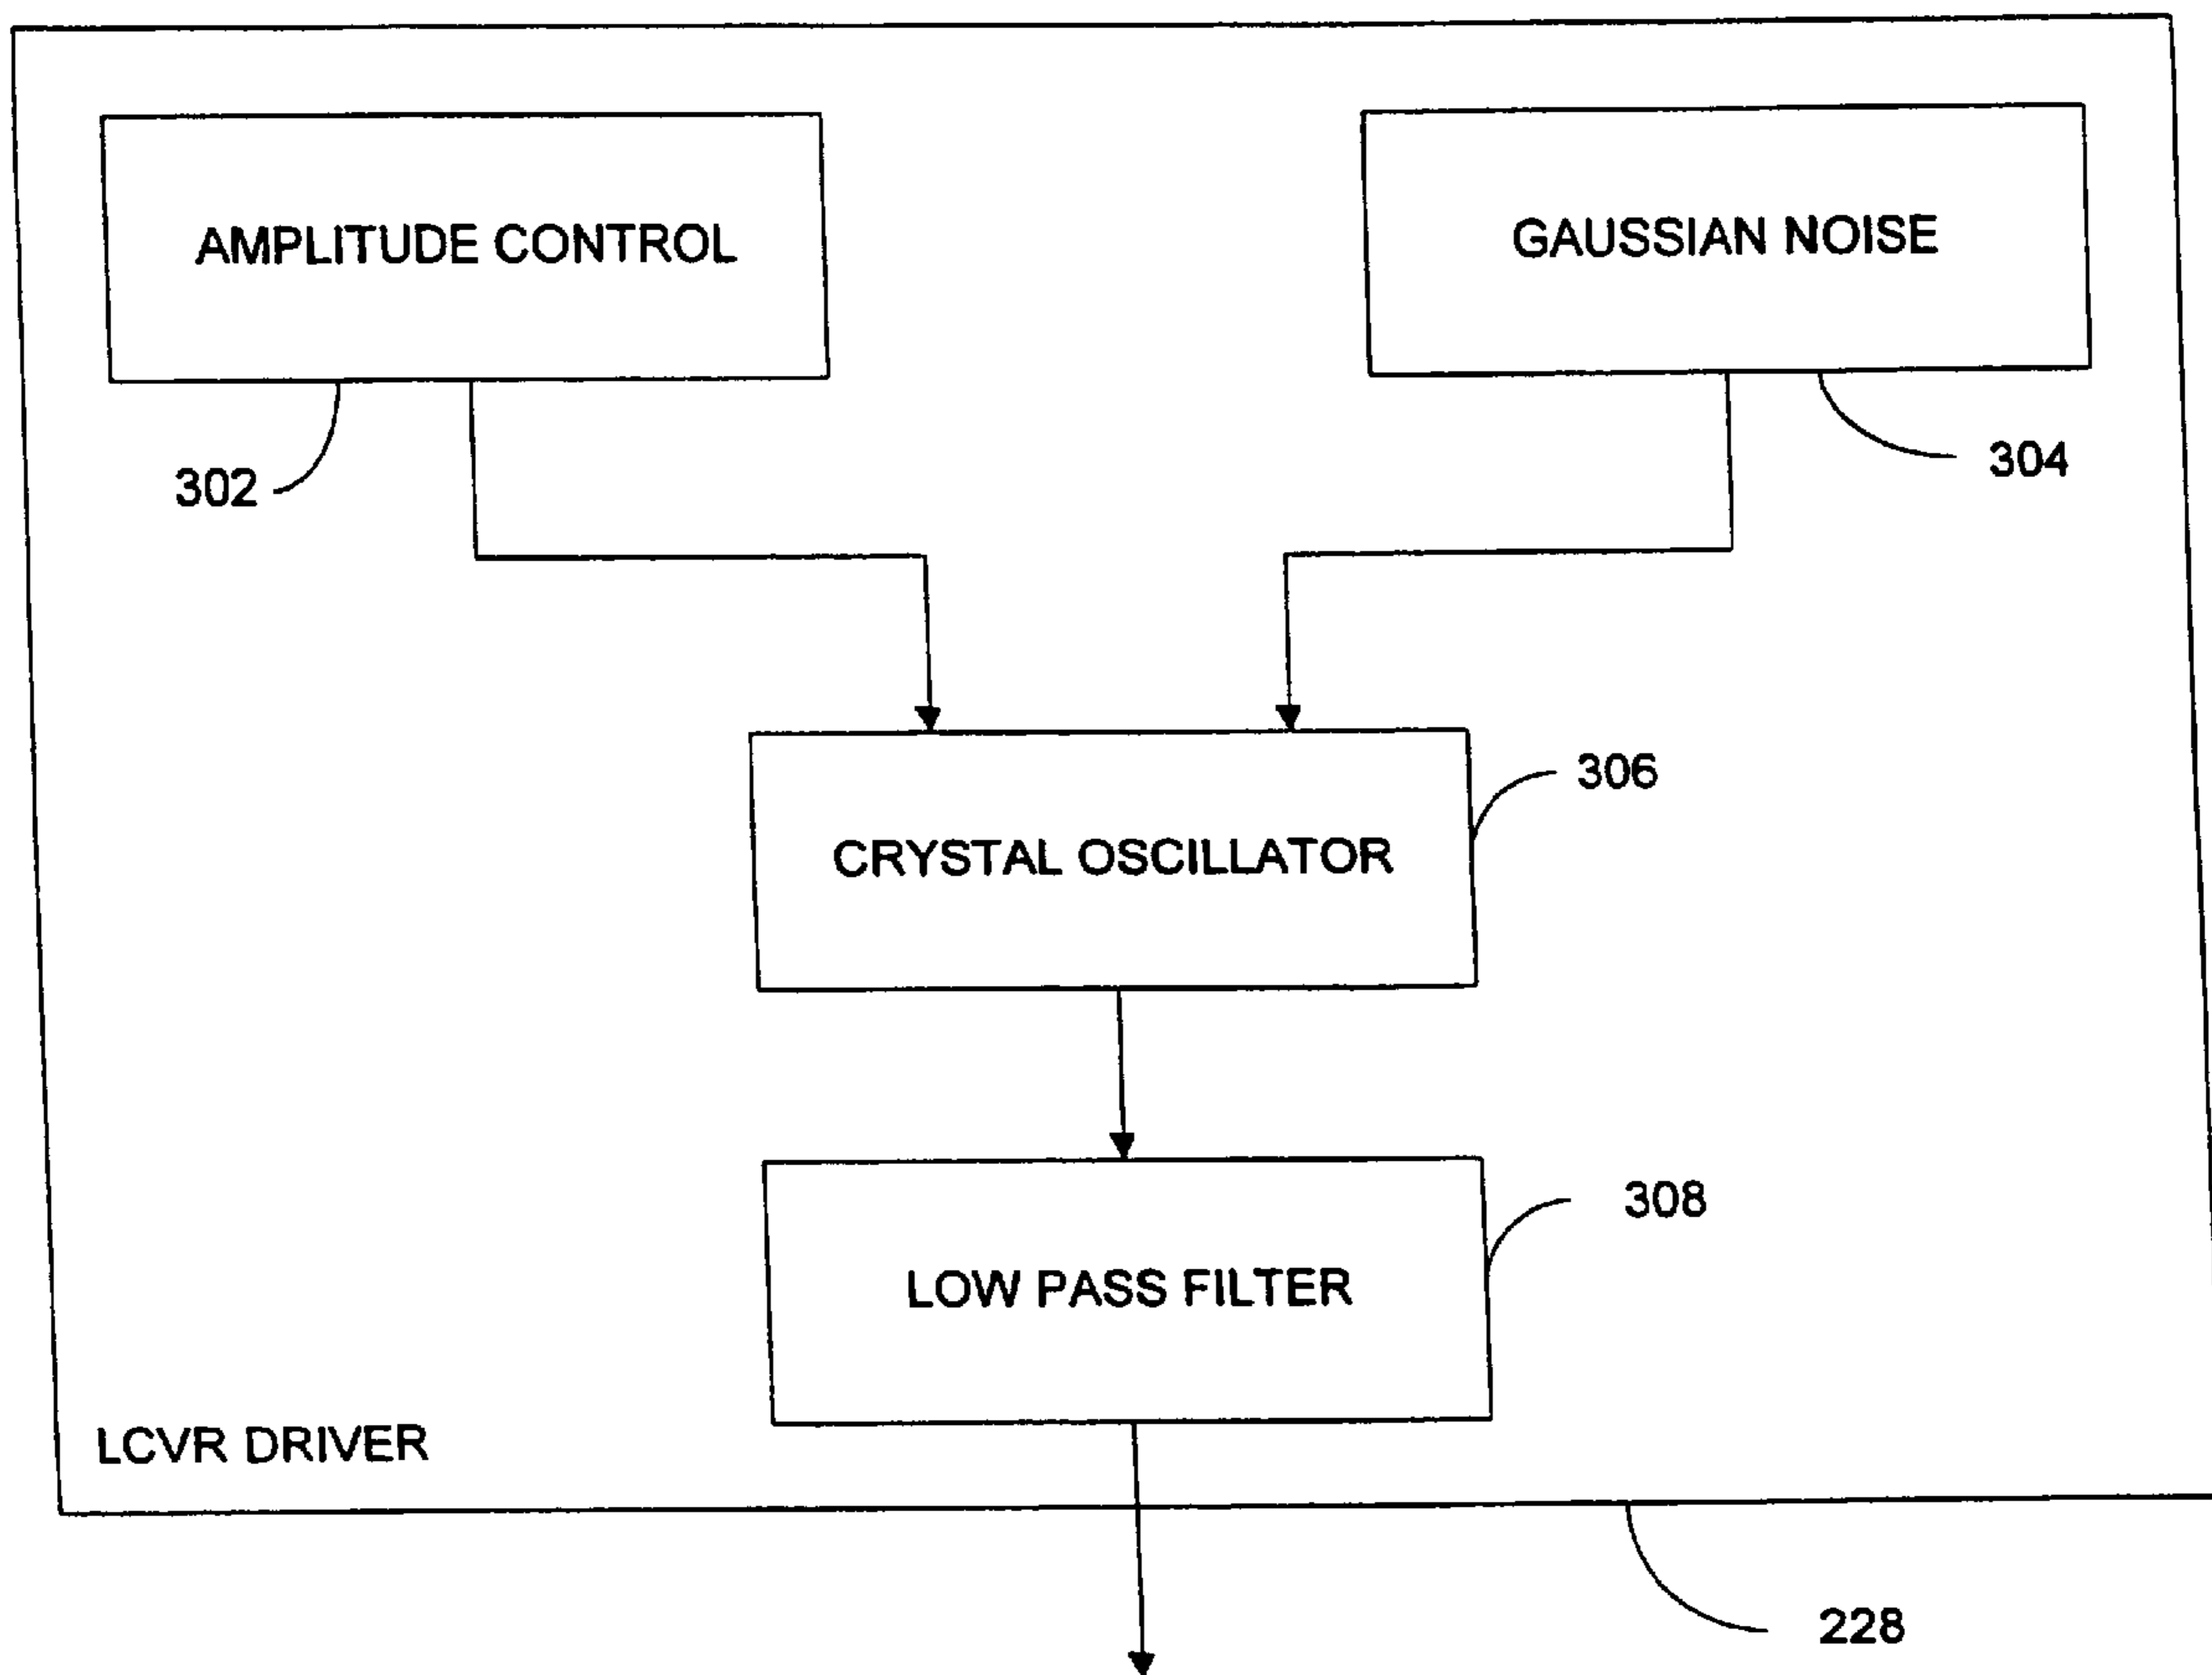 AMPLITUDE CONTROL
GAUSSIAN NOISE
302
304
306
CRYSTAL OSCILLATOR
308
LOW PASS FILTER
LCVR DRIVER
228